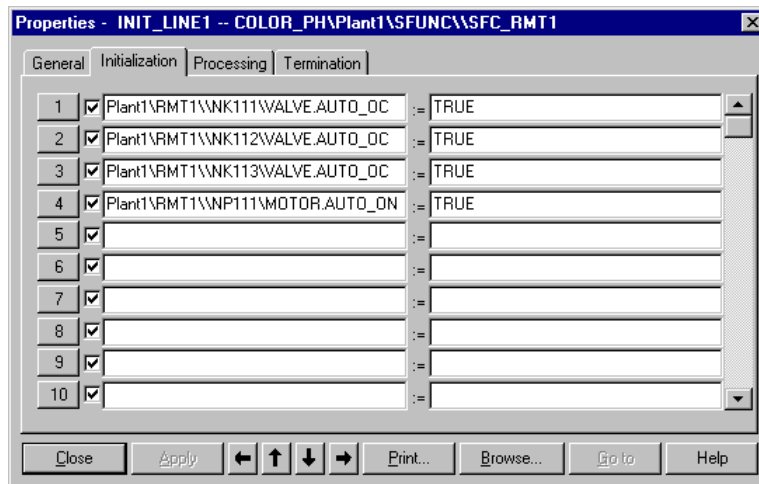 Properties - INIT_LINE1 -- COLOR_PH\Plant1\SFUNC\\SFC_RMT1
General Initialization Processing Termination
1 Plant1\RMT1\\NK111\VALVE.AUTO_OC := TRUE
2 Plant1\RMT1\\NK112\VALVE.AUTO_OC := TRUE
3 Plant1\RMT1\\NK113\VALVE.AUTO_OC := TRUE
4 Plant1\RMT1\\NP111\MOTOR.AUTO_ON := TRUE
5 :=
6 :=
7 :=
8 :=
9 :=
10 :=
Close Apply Print... Browse... Go to Help